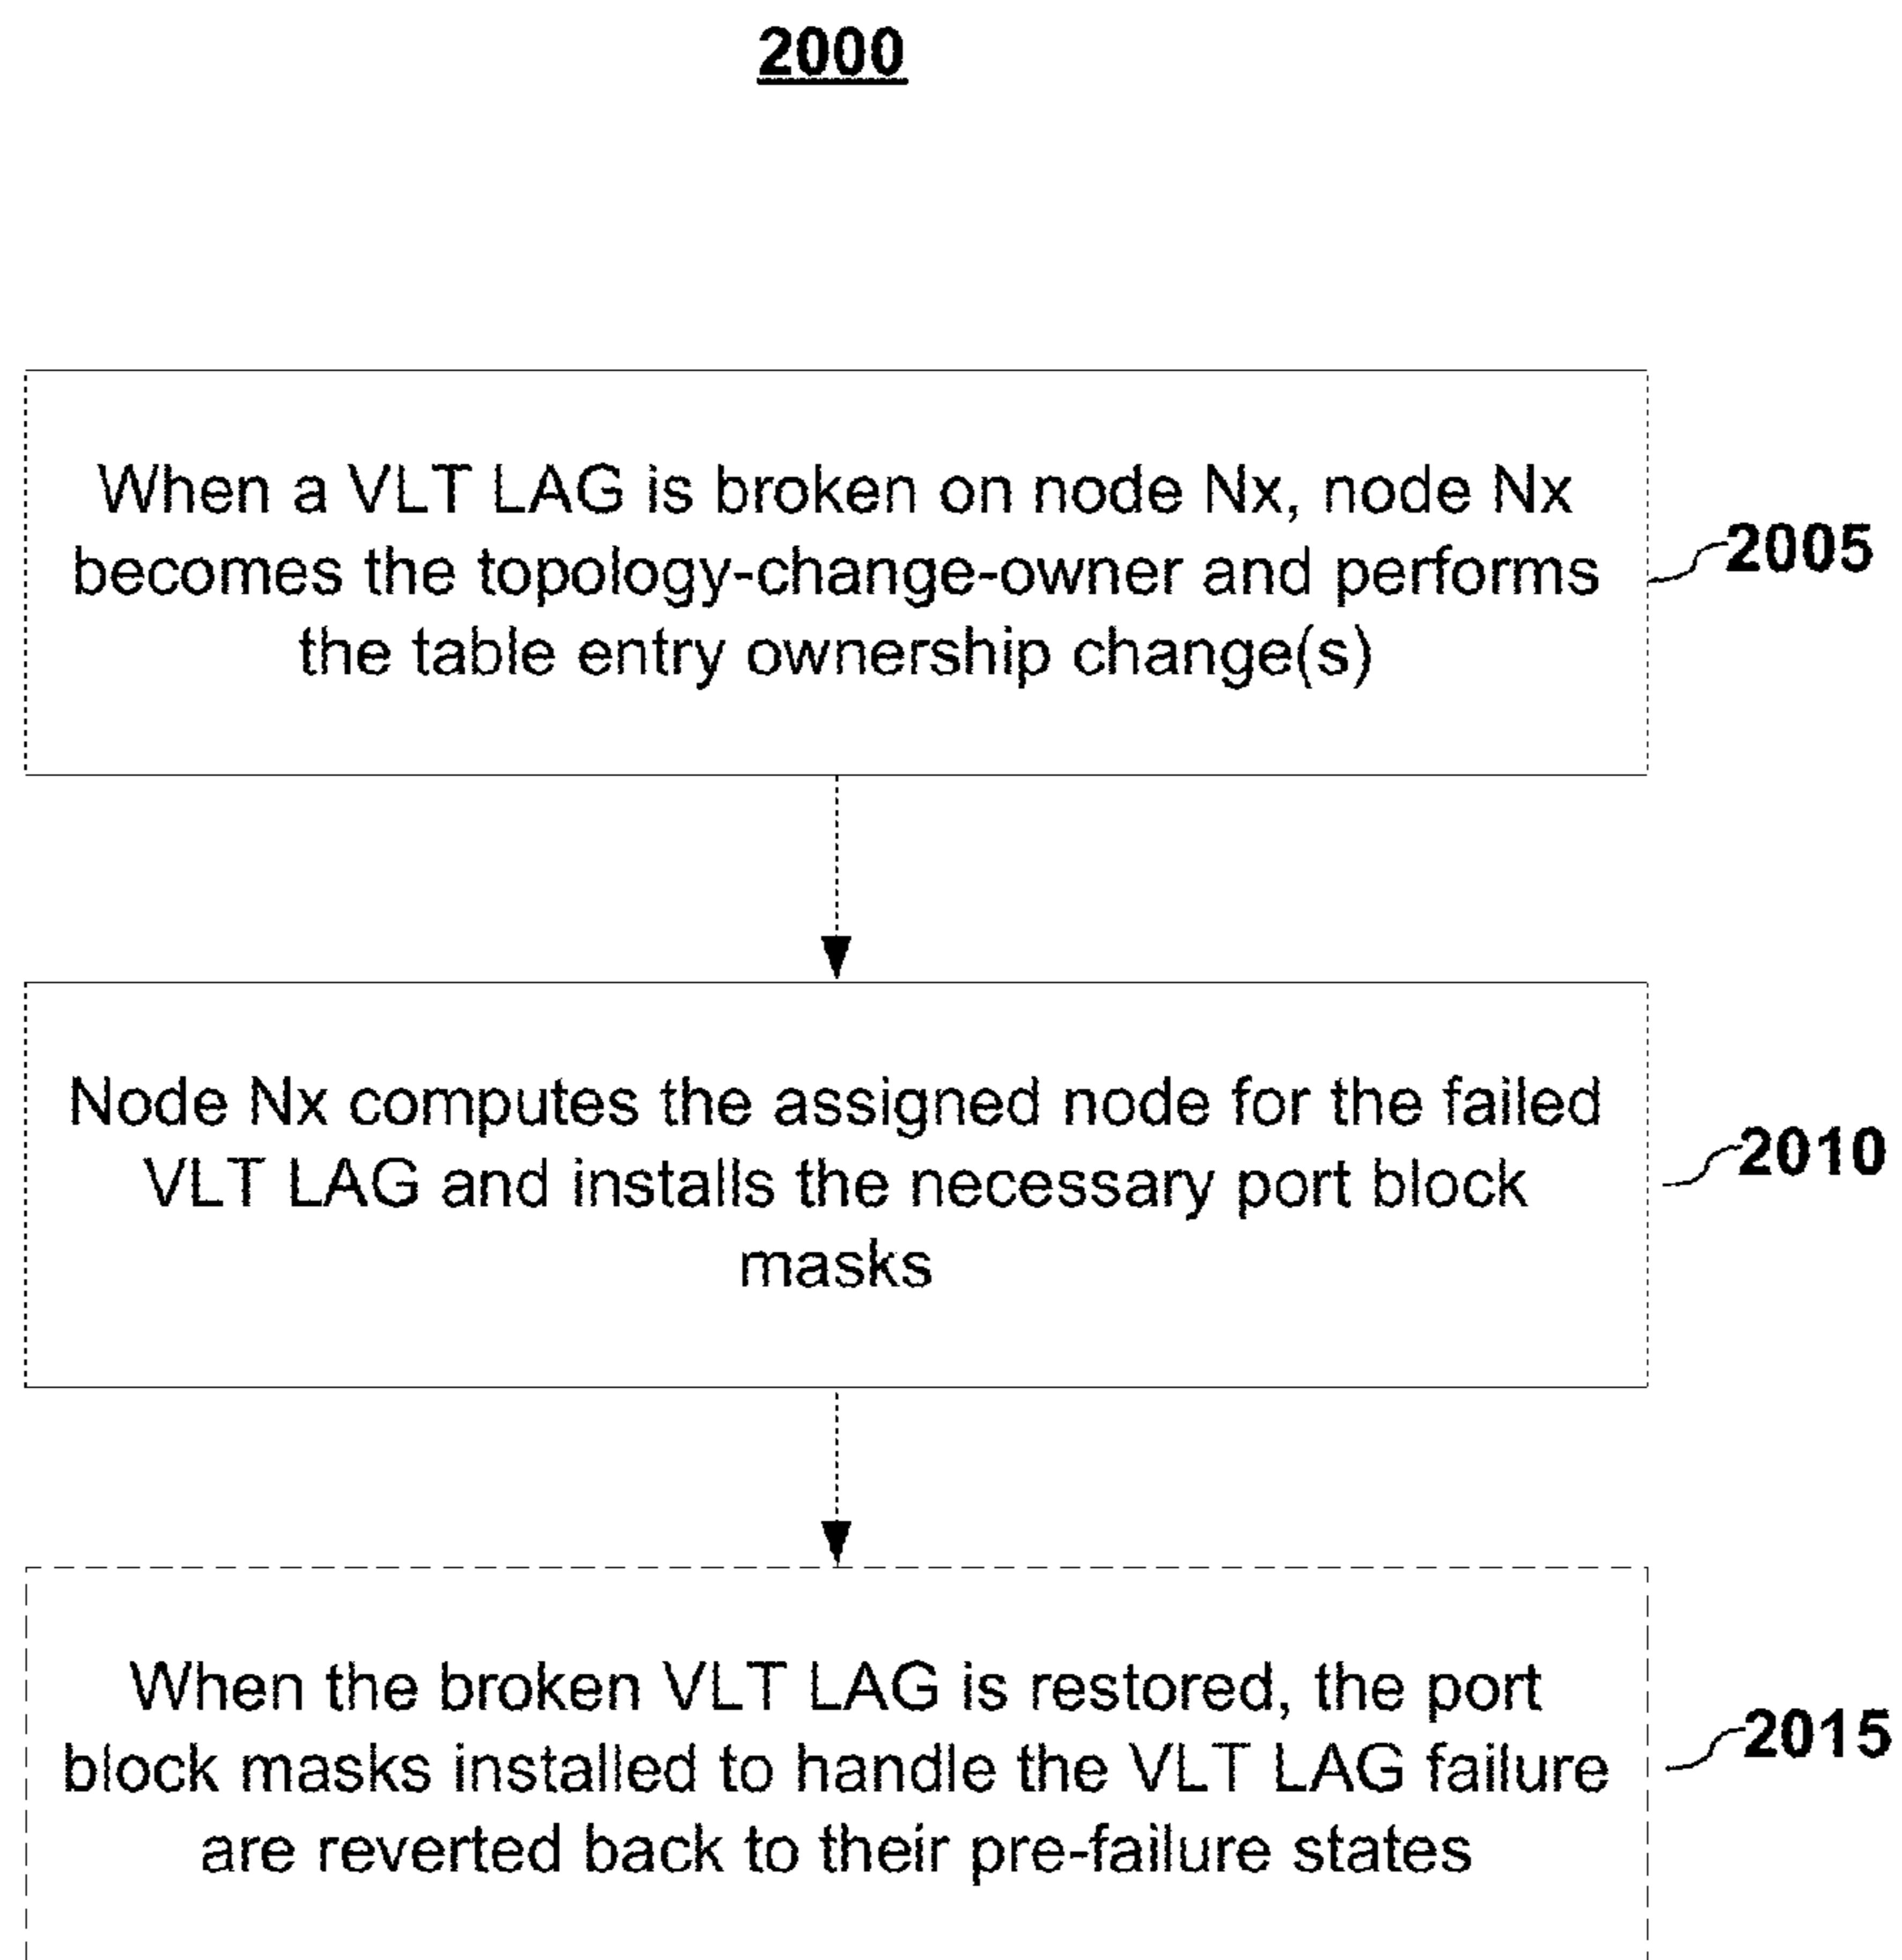 2000
When a VLT LAG is broken on node Nx, node Nx
becomes the topology-change-owner and performs
the table entry ownership change(s)
2005
Node Nx computes the assigned node for the failed
VLT LAG and installs the necessary port block
masks
2010
When the broken VLT LAG is restored, the port
block masks installed to handle the VLT LAG failure
are reverted back to their pre-failure states
2015